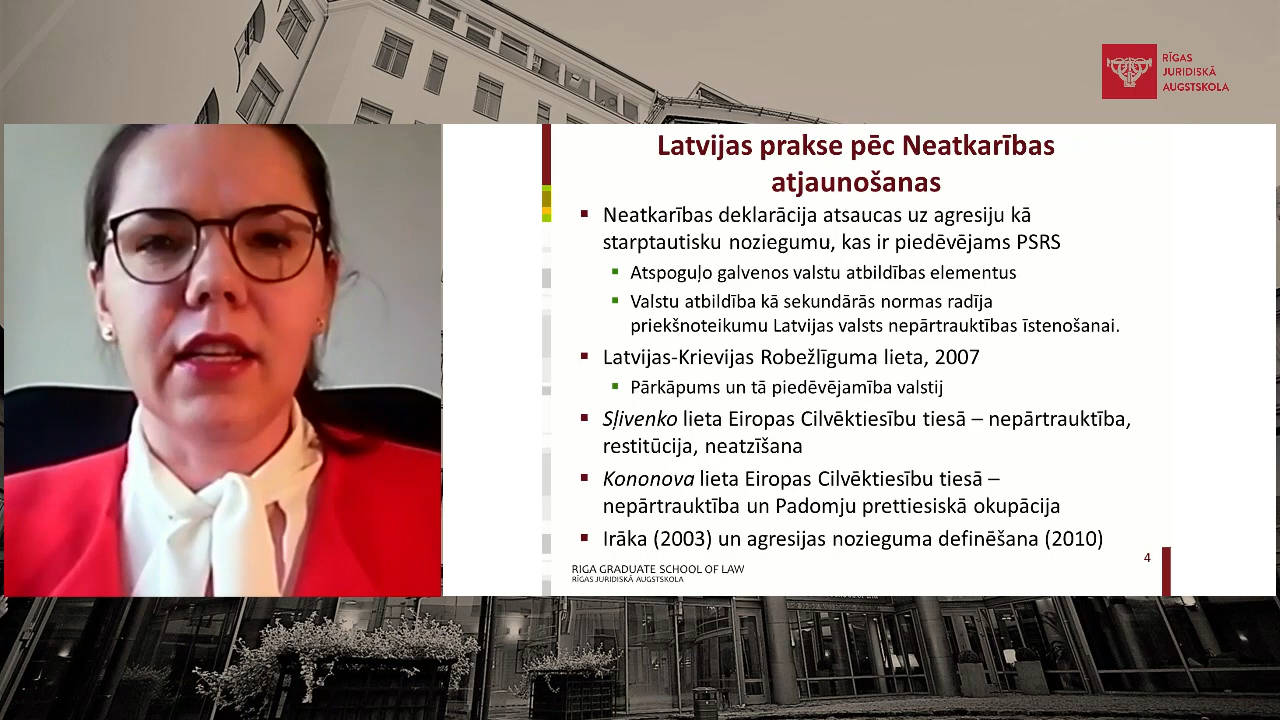 RĪGAS
JURIDISKĀ
AUGSTSKOLA
Latvijas prakse pēc Neatkarības
atjaunošanas
Neatkarības deklarācija atsaucas uz agresiju kā
starptautisku noziegumu, kas ir piedēvējams PSRS
Atspoguļo galvenos valstu atbildības elementus
Valstu atbildība kā sekundārās normas radīja
priekšnoteikumu Latvijas valsts nepārtrauktības īstenošanai.
Latvijas-Krievijas Robežlīguma lieta, 2007
Pārkāpums un tā piedēvējamība valstij
Sļivenko lieta Eiropas Cilvēktiesību tiesā – nepārtrauktība,
restitūcija, neatzīšana
Kononova lieta Eiropas Cilvēktiesību tiesā –
nepārtrauktība un Padomju prettiesiskā okupācija
Irāka (2003) un agresijas nozieguma definēšana (2010)
4
RIGA GRADUATE SCHOOL OF LAW
RĪGAS JURIDISKĀ AUGSTSKOLA